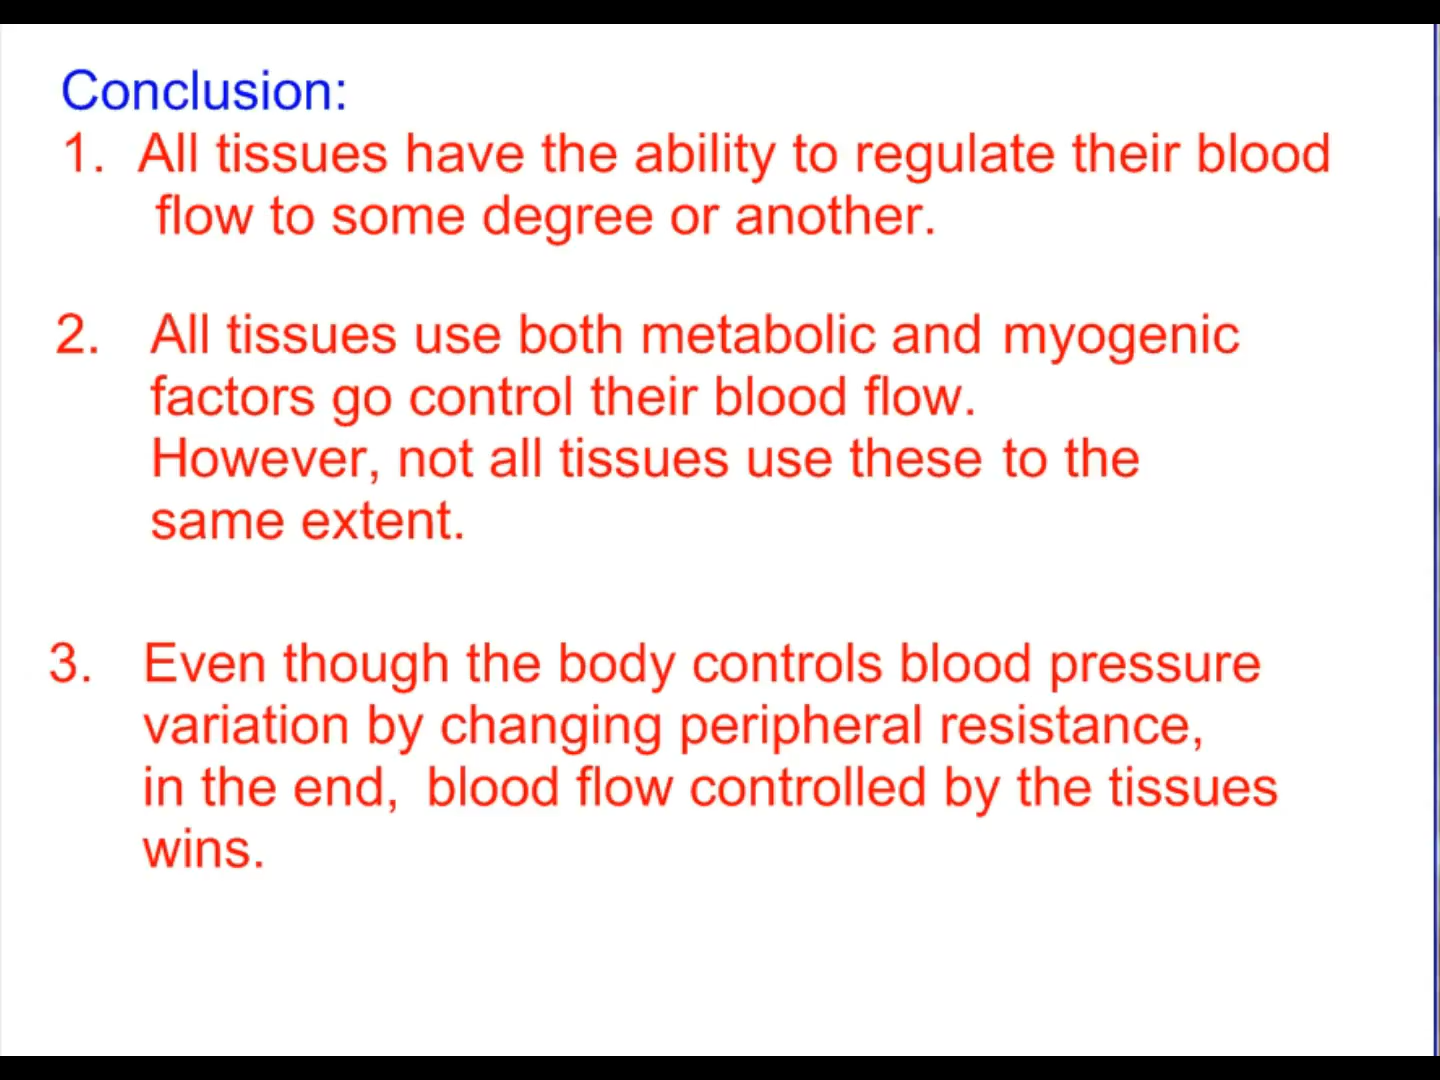 Conclusion:
1. All tissues have the ability to regulate their blood
flow to some degree or another.
2. All tissues use both metabolic and myogenic
factors go control their blood flow.
However, not all tissues use these to the
same extent.
3. Even though the body controls blood pressure
variation by changing peripheral resistance,
in the end, blood flow controlled by the tissues
wins.